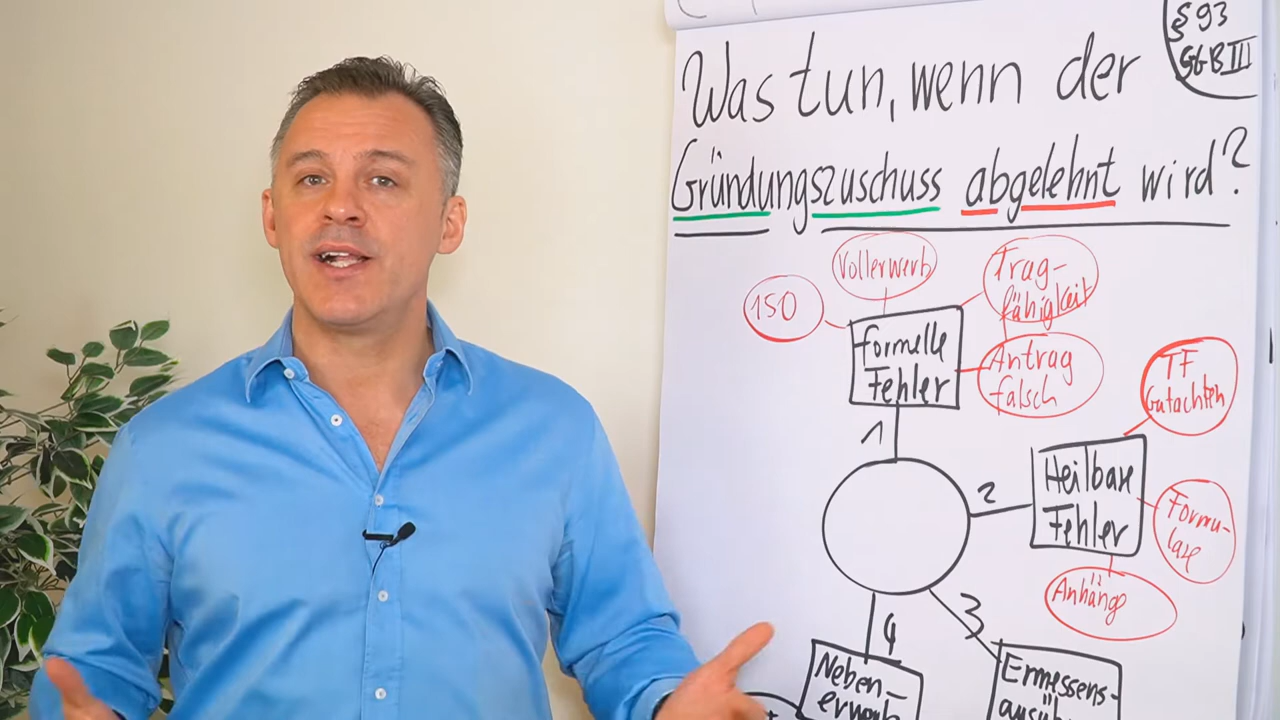 § 93
SGB III
Was tun, wenn der
Gründungszuschuss abgelehnt wird?
150
Vollerwerb
Trag-
fähigkeit
Formelle
Fehler
Antrag
falsch
1
TF
Gutachten
2
Heilbare
Fehler
Formu-
lare
Anhänge
3
4
Neben-
erwerb
Ermessens-